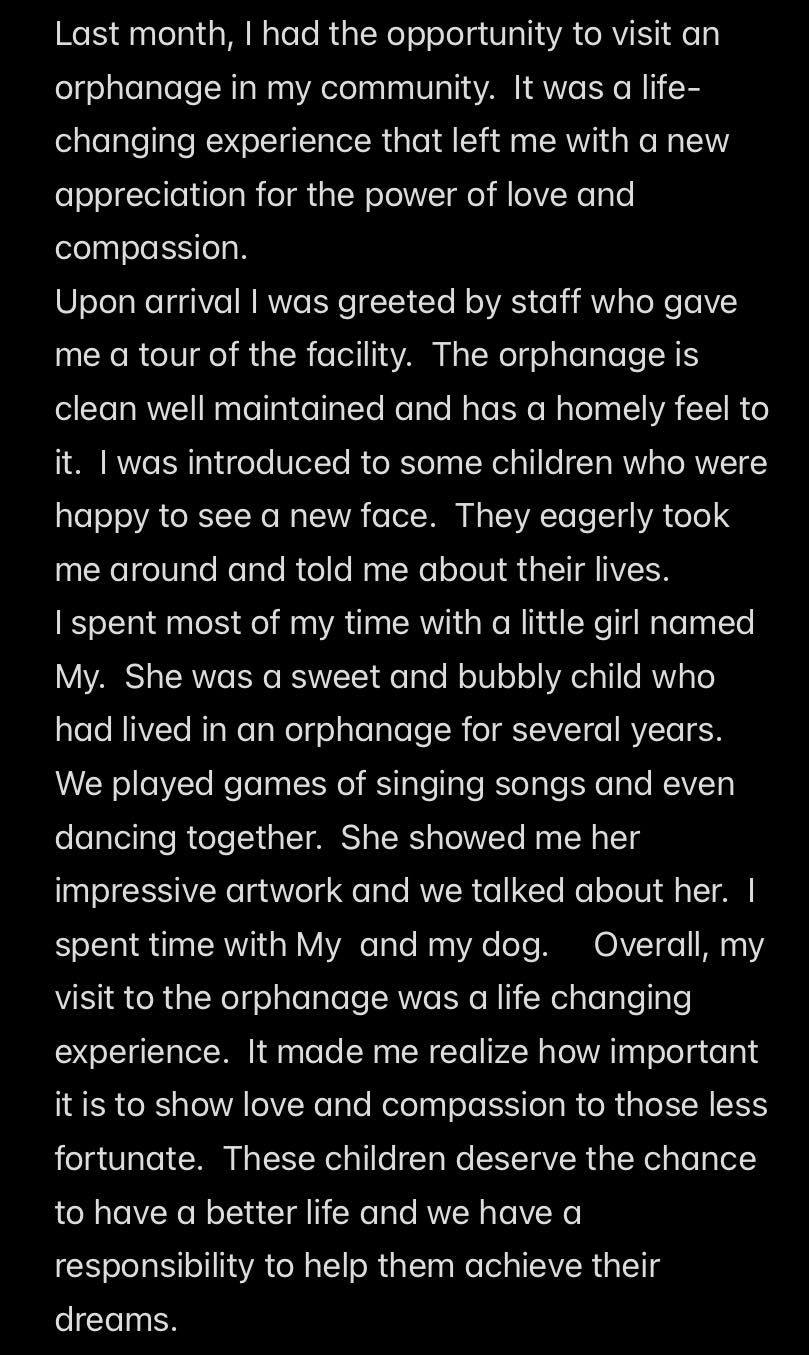 Last month, I had the opportunity to visit an
orphanage in my community.  It was a life-
changing experience that left me with a new
appreciation for the power of love and
compassion.
Upon arrival I was greeted by staff who gave
me a tour of the facility.  The orphanage is
clean well maintained and has a homely feel to
it.  I was introduced to some children who were
happy to see a new face.  They eagerly took
me around and told me about their lives.
I spent most of my time with a little girl named
My.  She was a sweet and bubbly child who
had lived in an orphanage for several years.
We played games of singing songs and even
dancing together.  She showed me her
impressive artwork and we talked about her.  I
spent time with My  and my dog.     Overall, my
visit to the orphanage was a life changing
experience.  It made me realize how important
it is to show love and compassion to those less
fortunate.  These children deserve the chance
to have a better life and we have a
responsibility to help them achieve their
dreams.